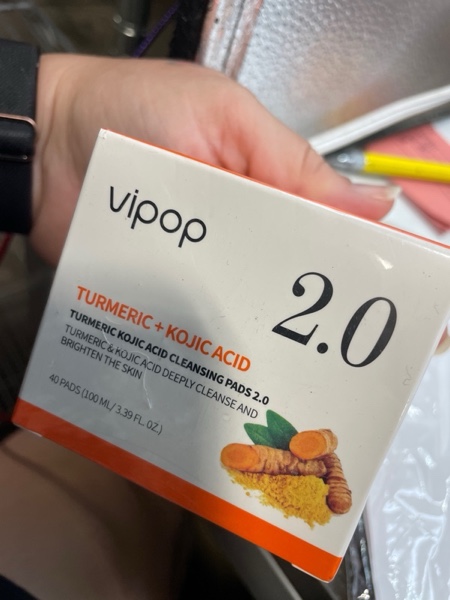 vipop
2.0
TURMERIC + KOJIC ACID
TURMERIC KOJIC ACID CLEANSING PADS 2.0
TURMERIC & KOJIC ACID DEEPLY CLEANSE AND
BRIGHTEN THE SKIN
40 PADS (100 ML/ 3.39 FL. OZ.)